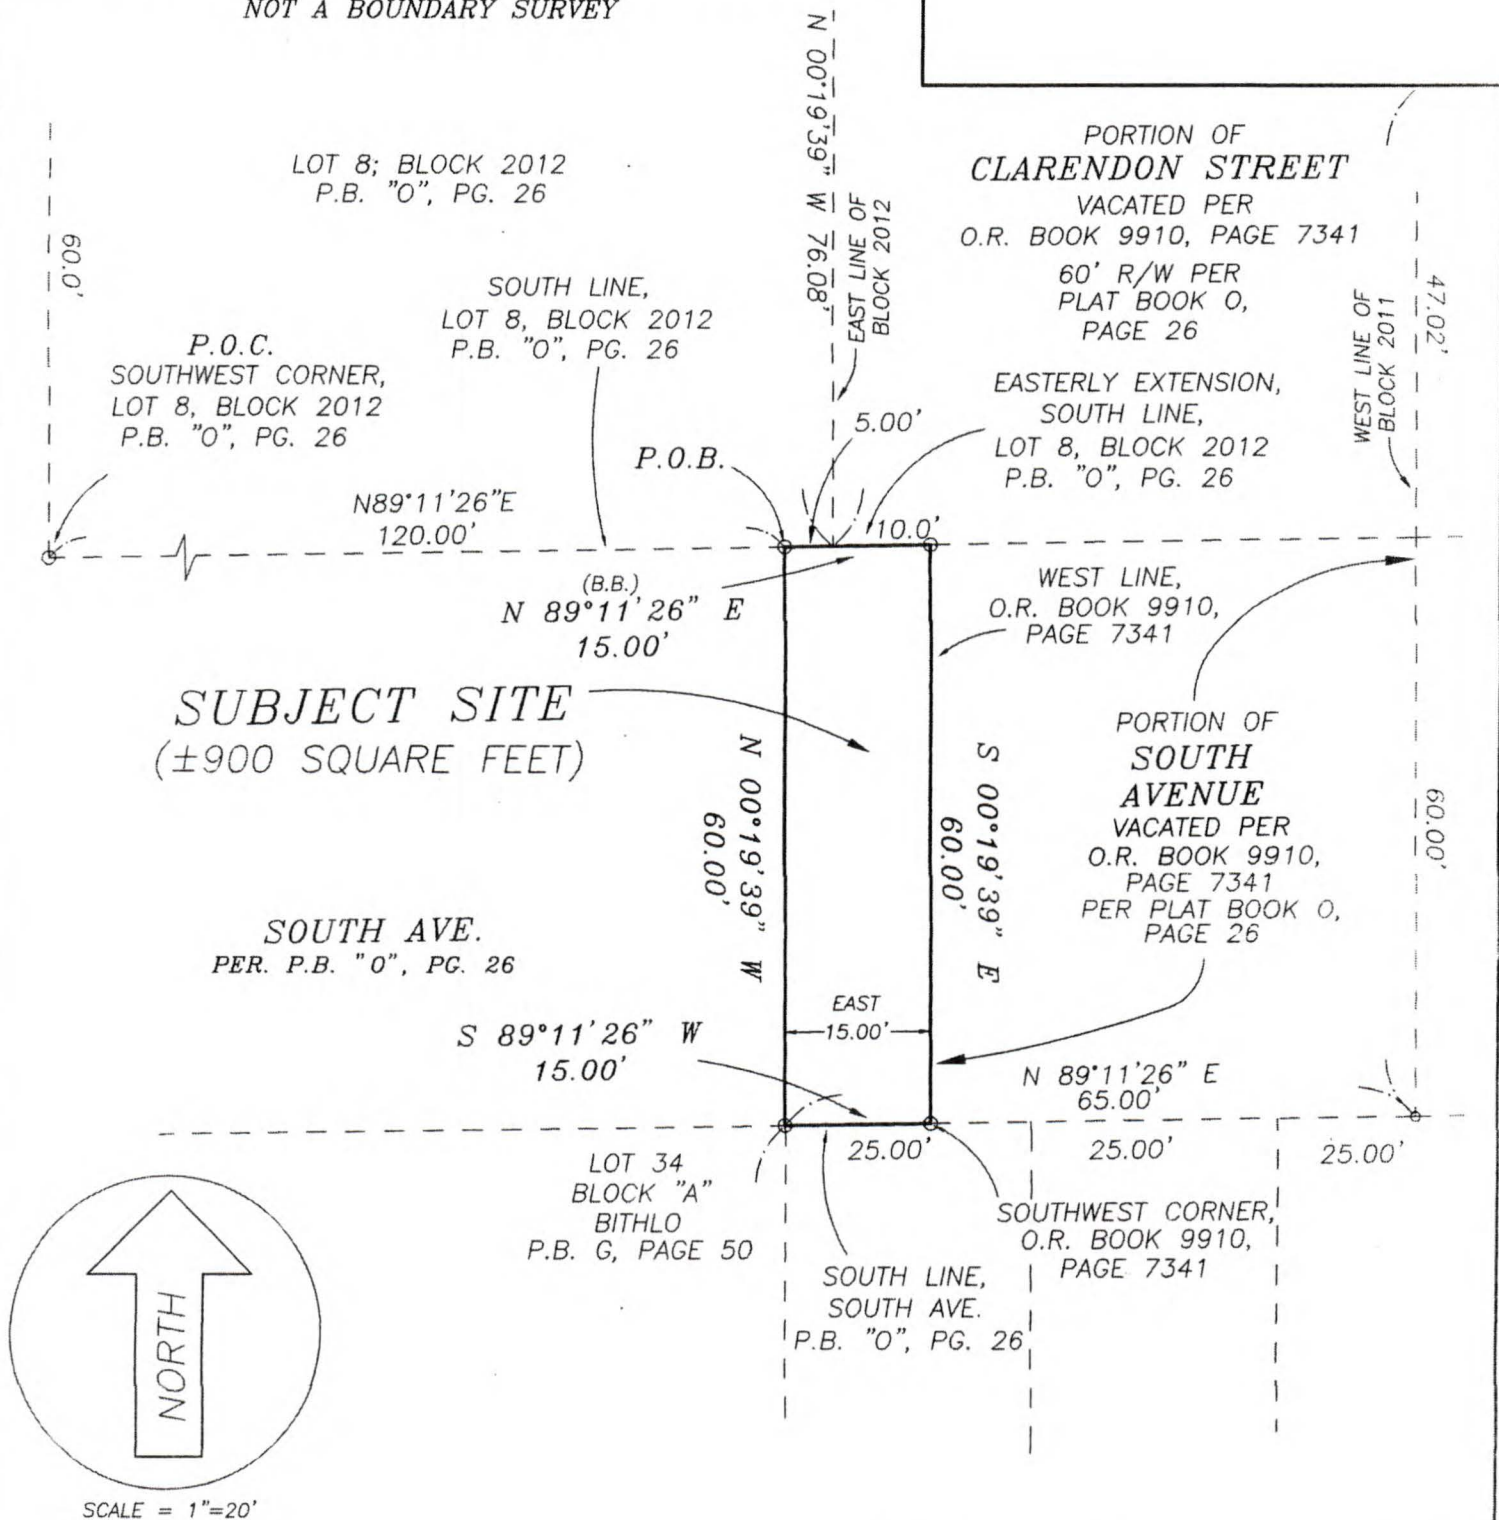 NOT A BOUNDARY SURVEY
N 00°19'39" W 76.08'
LOT 8; BLOCK 2012
P.B. "O", PG. 26
60.0'
PORTION OF
CLARENDON STREET
VACATED PER
O.R. BOOK 9910, PAGE 7341
60' R/W PER
PLAT BOOK O,
PAGE 26
EAST LINE OF
BLOCK 2012
47.02'
WEST LINE OF
BLOCK 2011
SOUTH LINE,
LOT 8, BLOCK 2012
P.B. "O", PG. 26
P.O.C.
SOUTHWEST CORNER,
LOT 8, BLOCK 2012
P.B. "O", PG. 26
EASTERLY EXTENSION,
SOUTH LINE,
LOT 8, BLOCK 2012
P.B. "O", PG. 26
5.00'
P.O.B.
N89°11'26"E
120.00'
10.0'
(B.B.)
N 89°11'26" E
15.00'
WEST LINE,
O.R. BOOK 9910,
PAGE 7341
SUBJECT SITE
(±900 SQUARE FEET)
N 00°19'39" W
60.00'
S 00°19'39" E
60.00'
PORTION OF
SOUTH
AVENUE
VACATED PER
O.R. BOOK 9910,
PAGE 7341
PER PLAT BOOK O,
PAGE 26
60.00'
SOUTH AVE.
PER. P.B. "O", PG. 26
EAST
15.00'
S 89°11'26" W
15.00'
N 89°11'26" E
65.00'
25.00'
25.00'
25.00'
LOT 34
BLOCK "A"
BITHLO
P.B. G, PAGE 50
SOUTHWEST CORNER,
O.R. BOOK 9910,
PAGE 7341
SOUTH LINE,
SOUTH AVE.
P.B. "O", PG. 26
NORTH
SCALE = 1"=20'